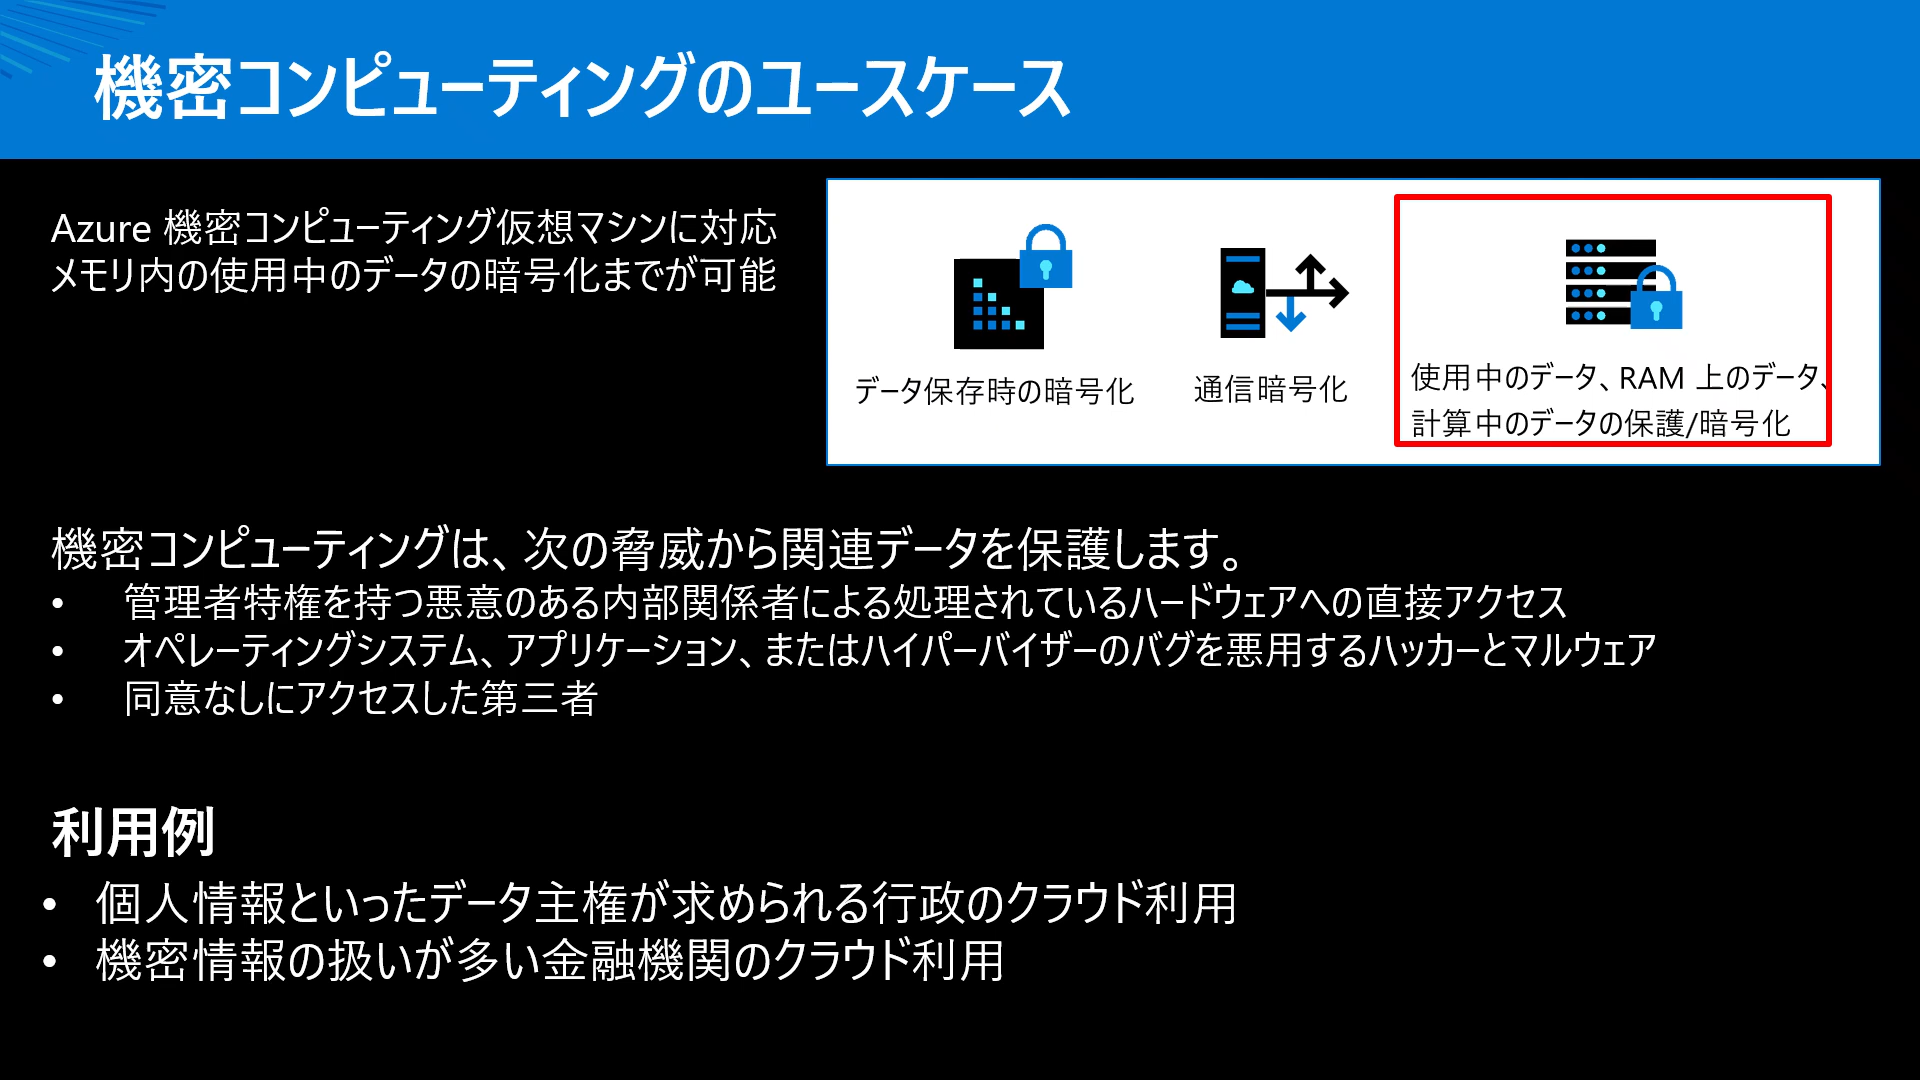 機密コンピューティングのユースケース
Azure 機密コンピューティング仮想マシンに対応
メモリ内の使用中のデータの暗号化までが可能
データ保存時の暗号化
通信暗号化
使用中のデータ、RAM 上のデータ、
計算中のデータの保護/暗号化
機密コンピューティングは、次の脅威から関連データを保護します。
• 管理者特権を持つ悪意のある内部関係者による処理されているハードウェアへの直接アクセス
• オペレーティングシステム、アプリケーション、またはハイパーバイザーのバグを悪用するハッカーとマルウェア
• 同意なしにアクセスした第三者
利用例
• 個人情報といったデータ主権が求められる行政のクラウド利用
• 機密情報の扱いが多い金融機関のクラウド利用